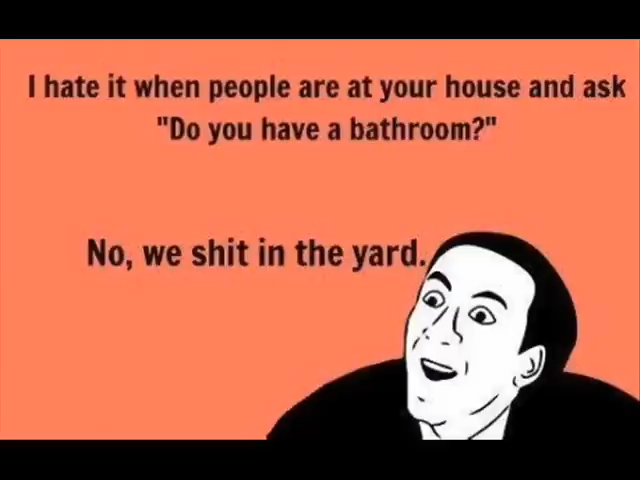 I hate it when people are at your house and ask
"Do you have a bathroom?"
No, we shit in the yard.